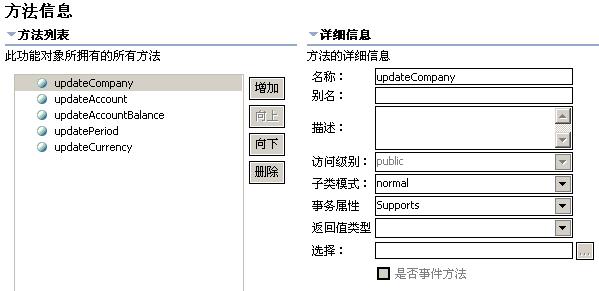 方法信息
方法列表
此功能对象所拥有的所有方法
updateCompany
updateAccount
updateAccountBalance
updatePeriod
updateCurrency
增加
向上
向下
删除
详细信息
方法的详细信息
名称： updateCompany
别名：
描述：
访问级别： public
子类模式： normal
事务属性 Supports
返回值类型
选择： ...
是否事件方法